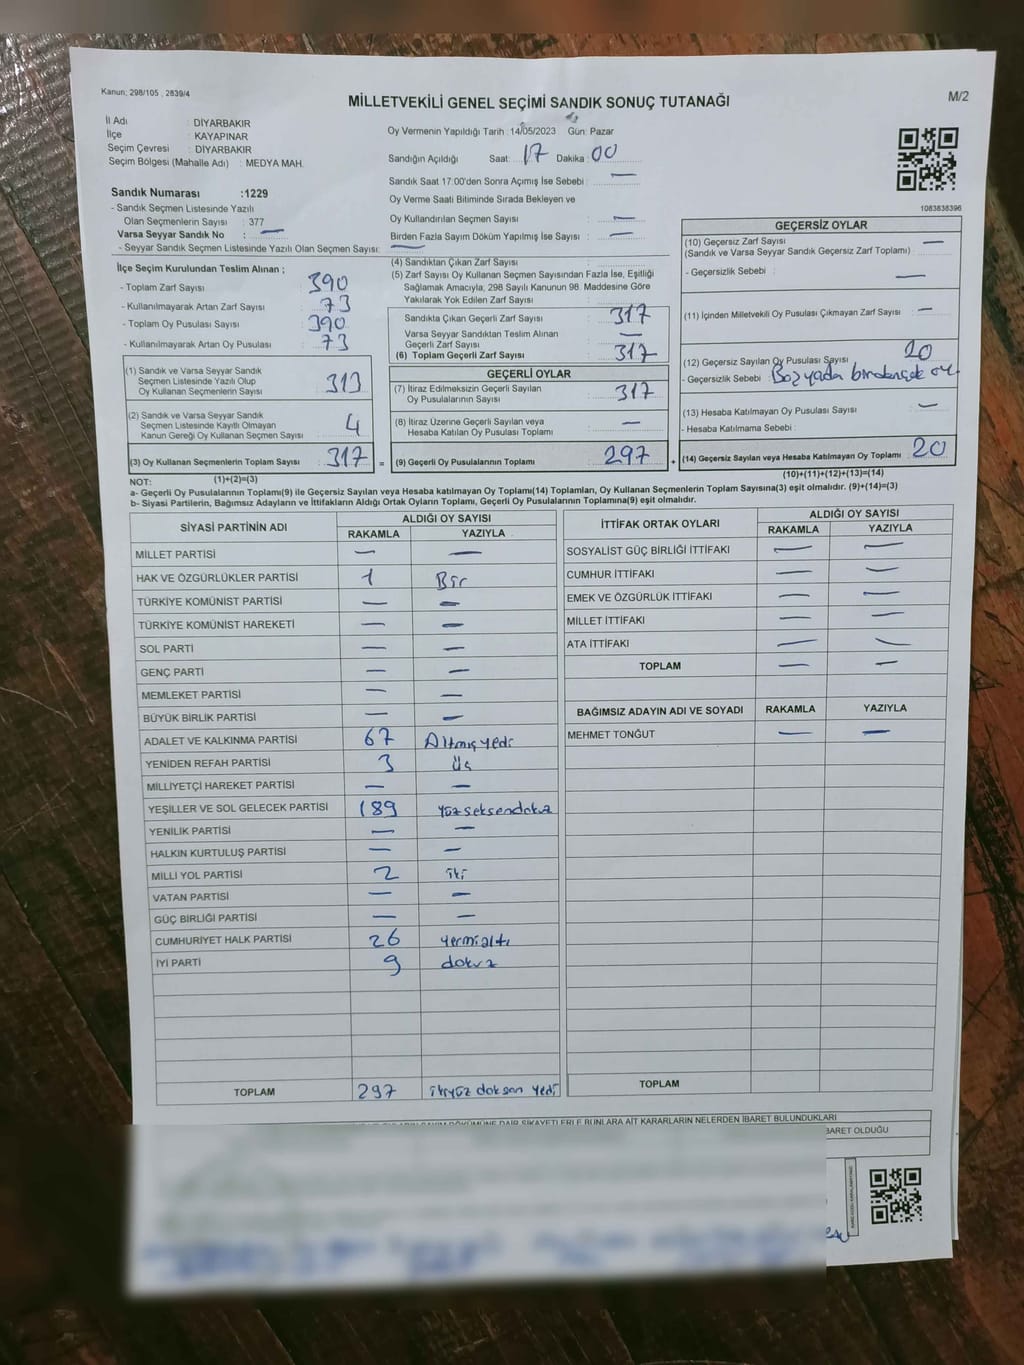 Kanun: 298/105 , 2839/4
MİLLETVEKİLİ GENEL SEÇİMİ SANDIK SONUÇ TUTANAĞI
M/2
İl Adı : DİYARBAKIR
İlçe : KAYAPINAR
Seçim Çevresi : DİYARBAKIR
Seçim Bölgesi (Mahalle Adı) : MEDYA MAH.
Sandık Numarası :1229
- Sandık Seçmen Listesinde Yazılı
Olan Seçmenlerin Sayısı : 377
Varsa Seyyar Sandık No : —
- Seyyar Sandık Seçmen Listesinde Yazılı Olan Seçmen Sayısı: —
İlçe Seçim Kurulundan Teslim Alınan ;
- Toplam Zarf Sayısı : 390
- Kullanılmayarak Artan Zarf Sayısı : 73
- Toplam Oy Pusulası Sayısı : 390
- Kullanılmayarak Artan Oy Pusulası : 73
(1) Sandık ve Varsa Seyyar Sandık
Seçmen Listesinde Yazılı Olup
Oy Kullanan Seçmenlerin Sayısı : 313
(2) Sandık ve Varsa Seyyar Sandık
Seçmen Listesinde Kayıtlı Olmayan
Kanun Gereği Oy Kullanan Seçmen Sayısı : 4
(3) Oy Kullanan Seçmenlerin Toplam Sayısı : 317 =
Oy Vermenin Yapıldığı Tarih : 14/05/2023 Gün: Pazar
Sandığın Açıldığı Saat: 17 Dakika : 00
Sandık Saat 17:00'den Sonra Açımış İse Sebebi : —
Oy Verme Saati Bitiminde Sırada Bekleyen ve
Oy Kullandırılan Seçmen Sayısı : —
Birden Fazla Sayım Döküm Yapılmış İse Sayısı : —
(4) Sandıktan Çıkan Zarf Sayısı :
(5) Zarf Sayısı Oy Kullanan Seçmen Sayısından Fazla İse, Eşitliği
Sağlamak Amacıyla, 298 Sayılı Kanunun 98. Maddesine Göre
Yakılarak Yok Edilen Zarf Sayısı :
Sandıkta Çıkan Geçerli Zarf Sayısı : 317
Varsa Seyyar Sandıktan Teslim Alınan
Geçerli Zarf Sayısı : —
(6) Toplam Geçerli Zarf Sayısı : 317
GEÇERLİ OYLAR
(7) İtiraz Edilmeksizin Geçerli Sayılan
Oy Pusulalarının Sayısı : 317
(8) İtiraz Üzerine Geçerli Sayılan veya
Hesaba Katılan Oy Pusulası Toplamı : —
(9) Geçerli Oy Pusulalarının Toplamı : 297 +
1083838396
GEÇERSİZ OYLAR
(10) Geçersiz Zarf Sayısı : —
(Sandık ve Varsa Seyyar Sandık Geçersiz Zarf Toplamı)
- Geçersizlik Sebebi : —
(11) İçinden Milletvekili Oy Pusulası Çıkmayan Zarf Sayısı : —
(12) Geçersiz Sayılan Oy Pusulası Sayısı : 20
- Geçersizlik Sebebi :
(13) Hesaba Katılmayan Oy Pusulası Sayısı : —
- Hesaba Katılmama Sebebi :
(14) Geçersiz Sayılan veya Hesaba Katılmayan Oy Toplamı : 20
NOT: (1)+(2)=(3)
(10)+(11)+(12)+(13)=(14)
a- Geçerli Oy Pusulalarının Toplamı(9) ile Geçersiz Sayılan veya Hesaba katılmayan Oy Toplamı(14) Toplamları, Oy Kullanan Seçmenlerin Toplam Sayısına(3) eşit olmalıdır. (9)+(14)=(3)
b- Siyasi Partilerin, Bağımsız Adayların ve İttifakların Aldığı Oyların Toplamı, Geçerli Oy Pusulalarının Toplamına(9) eşit olmalıdır.
SİYASİ PARTİNİN ADI ALDIĞI OY SAYISI
RAKAMLA YAZIYLA
MİLLET PARTİSİ — —
HAK VE ÖZGÜRLÜKLER PARTİSİ 1 Bir
TÜRKİYE KOMÜNİST PARTİSİ — —
TÜRKİYE KOMÜNİST HAREKETİ — —
SOL PARTİ — —
GENÇ PARTİ — —
MEMLEKET PARTİSİ — —
BÜYÜK BİRLİK PARTİSİ — —
ADALET VE KALKINMA PARTİSİ 67 Altmış yedi
YENİDEN REFAH PARTİSİ 3 Üç
MİLLİYETÇİ HAREKET PARTİSİ — —
YEŞİLLER VE SOL GELECEK PARTİSİ 189 Yüzseksendokuz
YENİLİK PARTİSİ — —
HALKIN KURTULUŞ PARTİSİ — —
MİLLİ YOL PARTİSİ 2 iki
VATAN PARTİSİ — —
GÜÇ BİRLİĞİ PARTİSİ — —
CUMHURİYET HALK PARTİSİ 26 yermialtı
İYİ PARTİ 9 dokuz
TOPLAM 297 ikiyüz doksan yedi
İTTİFAK ORTAK OYLARI ALDIĞI OY SAYISI
RAKAMLA YAZIYLA
SOSYALİST GÜÇ BİRLİĞİ İTTİFAKI — —
CUMHUR İTTİFAKI — —
EMEK VE ÖZGÜRLÜK İTTİFAKI — —
MİLLET İTTİFAKI — —
ATA İTTİFAKI — —
TOPLAM — —
BAĞIMSIZ ADAYIN ADI VE SOYADI RAKAMLA YAZIYLA
MEHMET TONĞUT — —
TOPLAM
DÖKÜMÜNE DAİR ŞİKAYETLERLE BUNLARA AİT KARARLARIN NELERDEN İBARET BULUNDUKLARI
BARET OLDUĞU